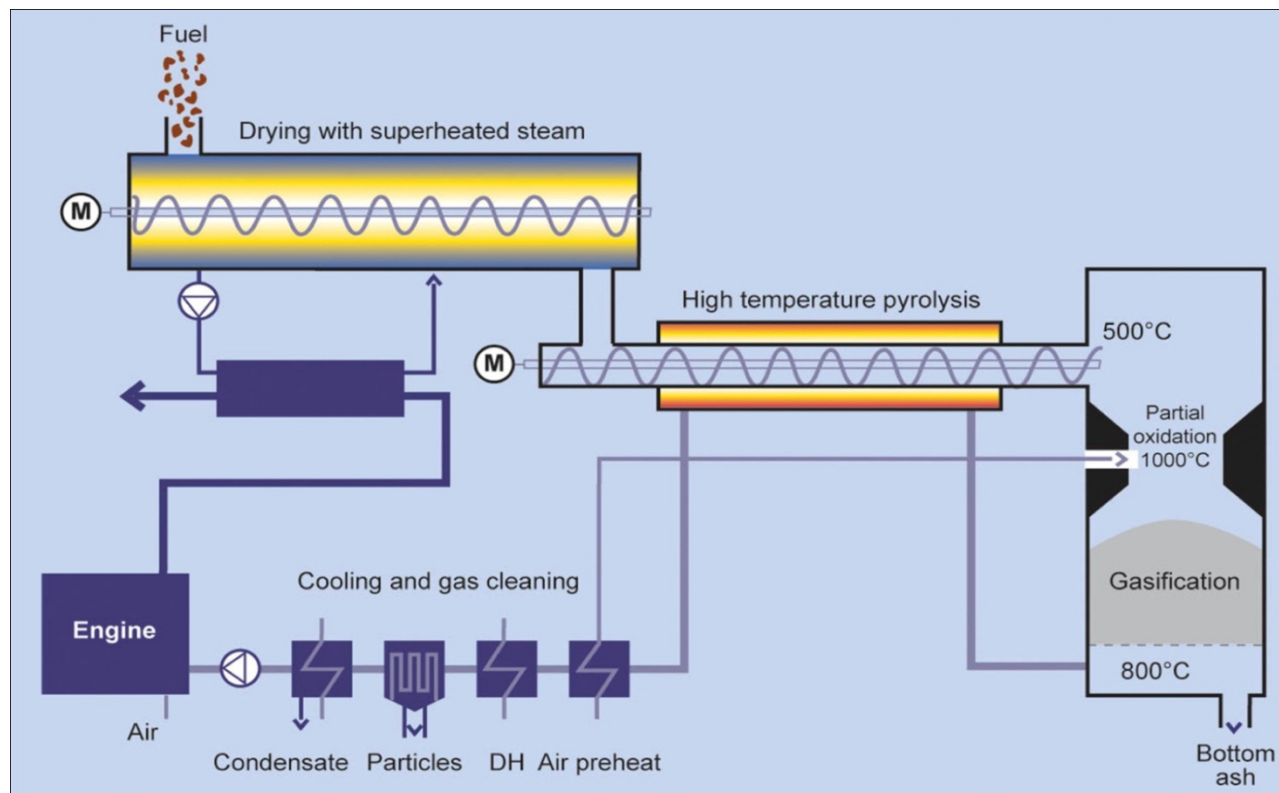 Fuel
Drying with superheated steam
M
High temperature pyrolysis
M
500°C
Partial
oxidation
1000°C
Cooling and gas cleaning
Gasification
Engine
800°C
Air
Condensate
Particles
DH
Air preheat
Bottom
ash